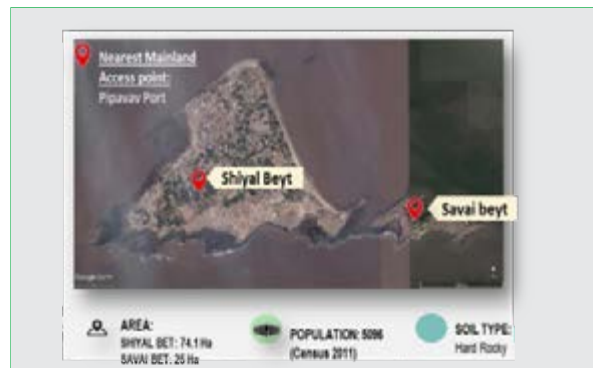 Nearest Mainland
Access point:
Pipavav Port
Shiyal Beyt
Savai beyt
AREA:
SHIYAL BET: 74.1 Ha
SAVAI BET: 25 Ha
POPULATION: 5096
(Census 2011)
SOIL TYPE:
Hard Rocky